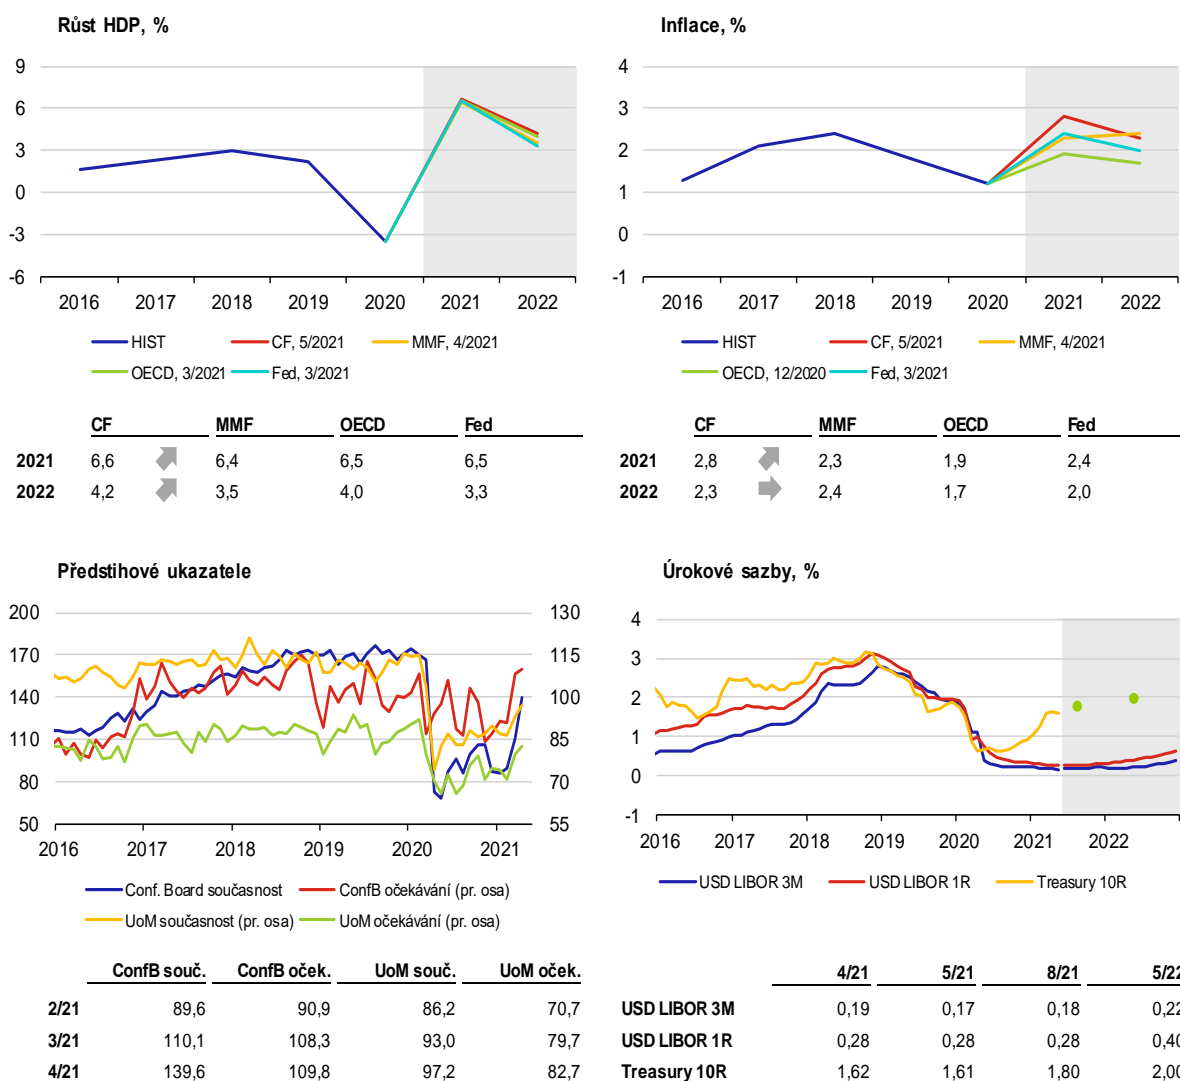 Růst HDP, %
9
6
3
0
-3
-6
2016 2017 2018 2019 2020 2021 2022
HIST CF, 5/2021 MMF, 4/2021
OECD, 3/2021 Fed, 3/2021
CF MMF OECD Fed
2021 6,6 6,4 6,5 6,5
2022 4,2 3,5 4,0 3,3
Inflace, %
4
3
2
1
0
-1
2016 2017 2018 2019 2020 2021 2022
HIST CF, 5/2021 MMF, 4/2021
OECD, 12/2020 Fed, 3/2021
CF MMF OECD Fed
2021 2,8 2,3 1,9 2,4
2022 2,3 2,4 1,7 2,0
Předstihové ukazatele
200 130
170 115
140 100
110 85
80 70
50 55
2016 2017 2018 2019 2020 2021
Conf. Board současnost ConfB očekávání (pr. osa)
UoM současnost (pr. osa) UoM očekávání (pr. osa)
ConfB souč. ConfB oček. UoM souč. UoM oček.
2/21 89,6 90,9 86,2 70,7
3/21 110,1 108,3 93,0 79,7
4/21 139,6 109,8 97,2 82,7
Úrokové sazby, %
4
3
2
1
0
-1
2016 2017 2018 2019 2020 2021 2022
USD LIBOR 3M USD LIBOR 1R Treasury 10R
4/21 5/21 8/21 5/22
USD LIBOR 3M 0,19 0,17 0,18 0,22
USD LIBOR 1R 0,28 0,28 0,28 0,40
Treasury 10R 1,62 1,61 1,80 2,00